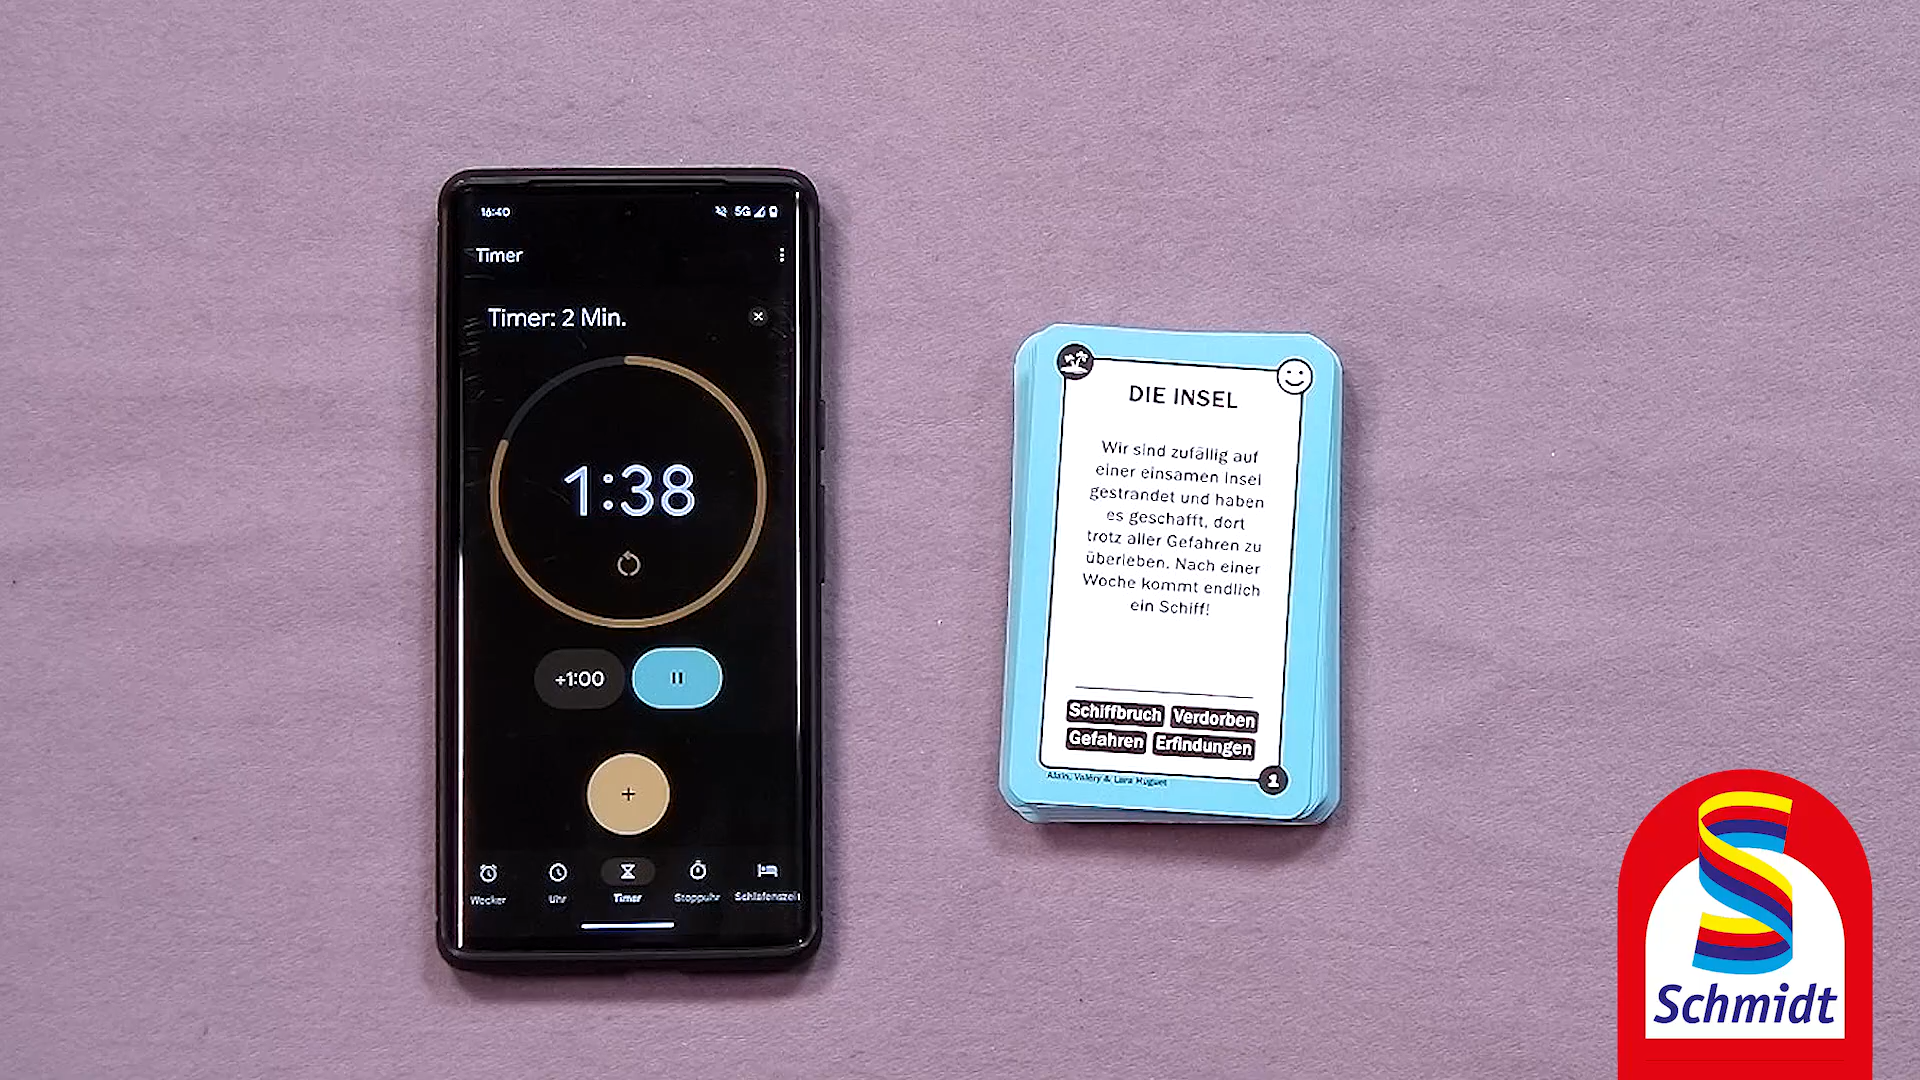 16:40
5G
Timer
Timer: 2 Min.
1:38
+1:00
Wecker
Uhr
Timer
Stoppuhr
Schlafenszeit
DIE INSEL
Wir sind zufällig auf
einer einsamen Insel
gestrandet und haben
es geschafft, dort
trotz aller Gefahren zu
überleben. Nach einer
Woche kommt endlich
ein Schiff!
Schiffbruch Verdorben
Gefahren Erfindungen
Alain, Valéry & Lara Huguet
1
Schmidt